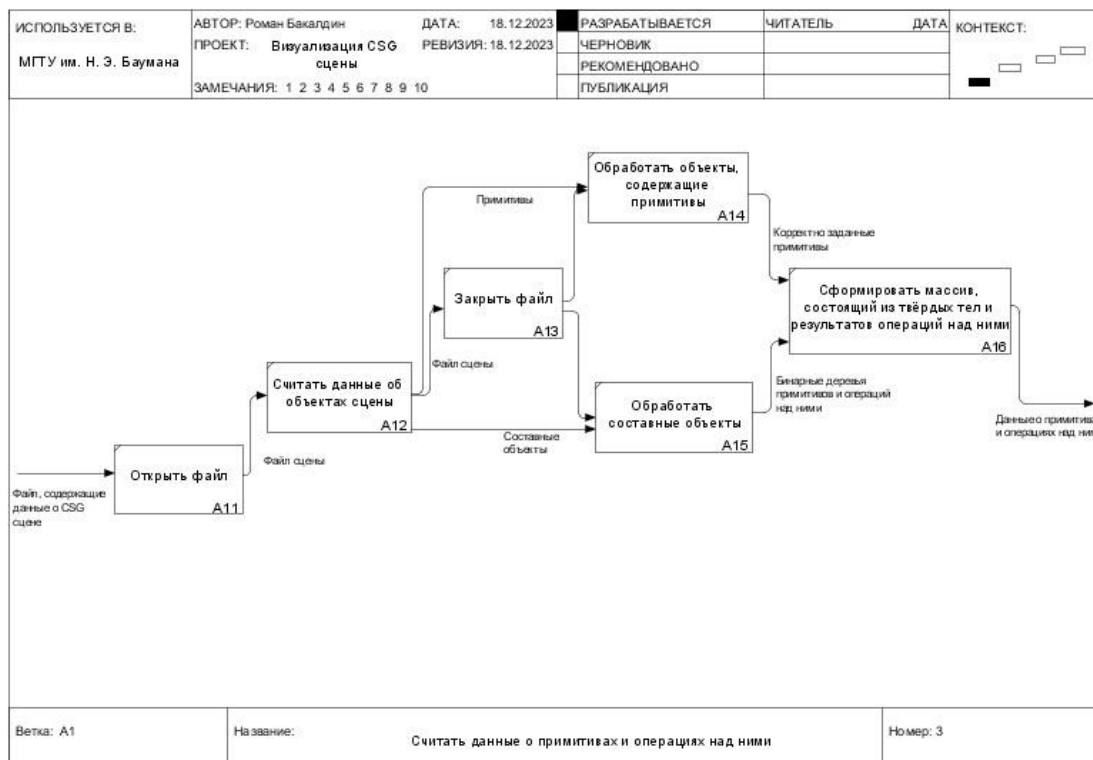 ИСПОЛЬЗУЕТСЯ В:
МГТУ им. Н. Э. Баумана
АВТОР: Роман Бакалдин
ДАТА: 18.12.2023
ПРОЕКТ: Визуализация CSG
сцены
РЕВИЗИЯ: 18.12.2023
ЗАМЕЧАНИЯ: 1 2 3 4 5 6 7 8 9 10
РАЗРАБАТЫВАЕТСЯ
ЧЕРНОВИК
РЕКОМЕНДОВАНО
ПУБЛИКАЦИЯ
ЧИТАТЕЛЬ
ДАТА
КОНТЕКСТ:
Обработать объекты,
содержащие
примитивы
A14
Примитивы
Корректно заданные
примитивы
Закрыть файл
A13
Сформировать массив,
состоящий из твёрдых тел и
результатов операций над ними
A16
Файл сцены
Считать данные об
объектах сцены
A12
Бинарные деревья
примитивов и операций
над ними
Обработать
составные объекты
A15
Данные о примитива
и операциях над ним
Составные
объекты
Файл сцены
Открыть файл
A11
Файл, содержащие
данные о CSG
сцене
Ветка: A1
Название:
Считать данные о примитивах и операциях над ними
Номер: 3